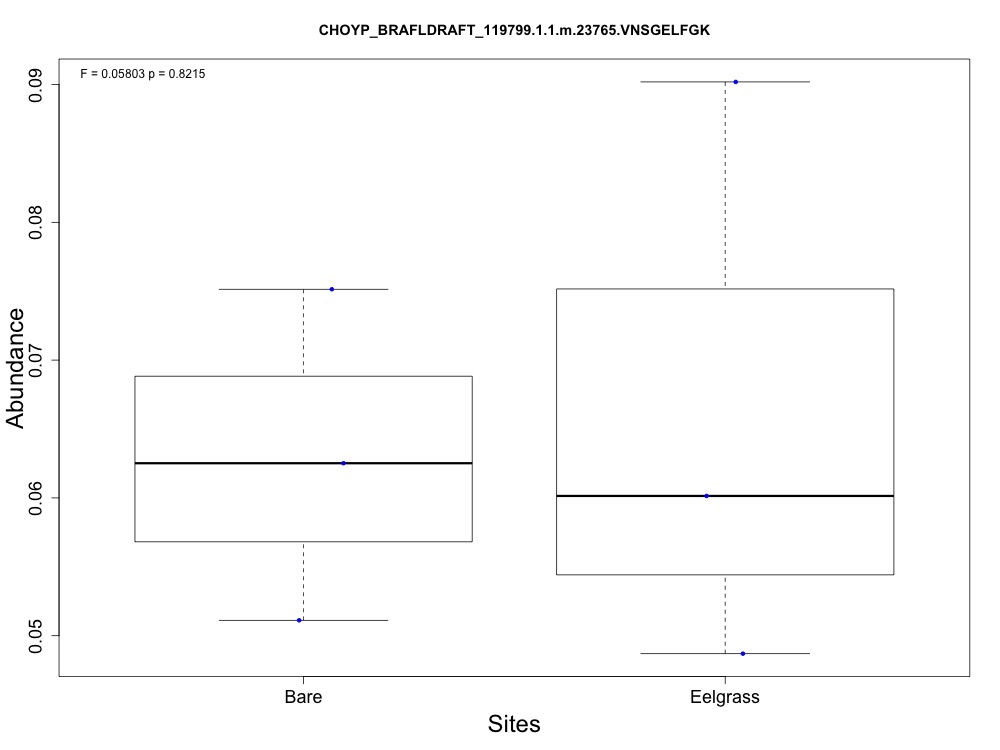 CHOYP_BRAFLDRAFT_119799.1.1.m.23765.VNSGELFGK
F = 0.05803 p = 0.8215
0.09
0.08
0.07
0.06
0.05
Abundance
Bare
Eelgrass
Sites